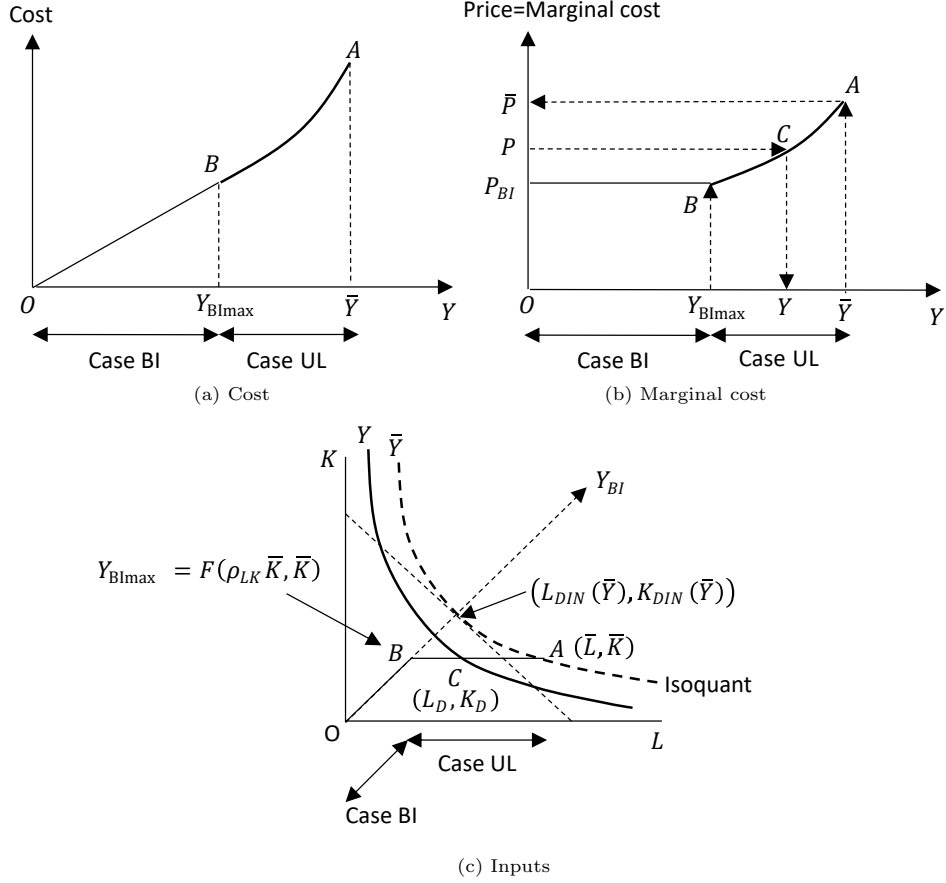 Cost
A
B
O
Y_BImax
Ȳ
Y
Case BI
Case UL
(a) Cost
Price=Marginal cost
P̄
A
C
P
P_BI
B
O
Y_BImax
Y
Ȳ
Y
Case BI
Case UL
(b) Marginal cost
Y
Ȳ
K
Y_BI
Y_BImax = F(ρ_LK K̄, K̄)
(L_DIN (Ȳ), K_DIN (Ȳ))
B
A (L̄, K̄)
C
(L_D, K_D)
Isoquant
O
L
Case UL
Case BI
(c) Inputs